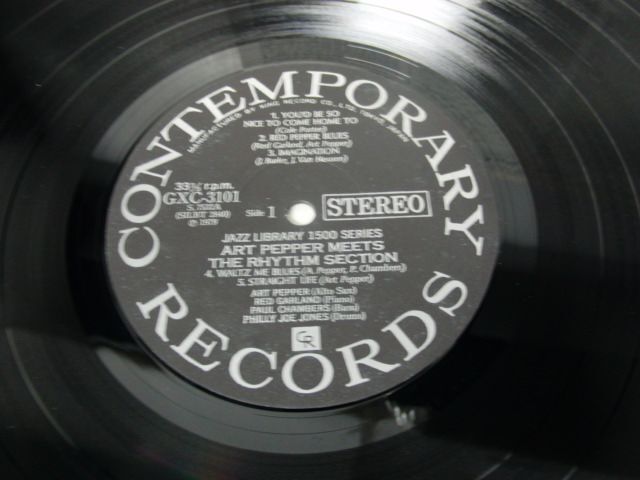 CONTEMPORARY
MANUFACTURED BY KING RECORD CO., LTD. TOKYO, JAPAN
1. YOU'D BE SO
NICE TO COME HOME TO
(Cole Porter)
2. RED PEPPER BLUES
(Red Garland, Art Pepper)
3. IMAGINATION
(J. Burke, J. Van Heusen)
33⅓ r.p.m.
GXC-3101
S. 7532A
(SILBT 2840)
℗ 1979
Side 1
STEREO
JAZZ LIBRARY 1500 SERIES
ART PEPPER MEETS
THE RHYTHM SECTION
4. WALTZ ME BLUES (A. Pepper, P. Chambers)
5. STRAIGHT LIFE (Art Pepper)
ART PEPPER (Alto Sax)
RED GARLAND (Piano)
PAUL CHAMBERS (Bass)
PHILLY JOE JONES (Drums)
CR
RECORDS